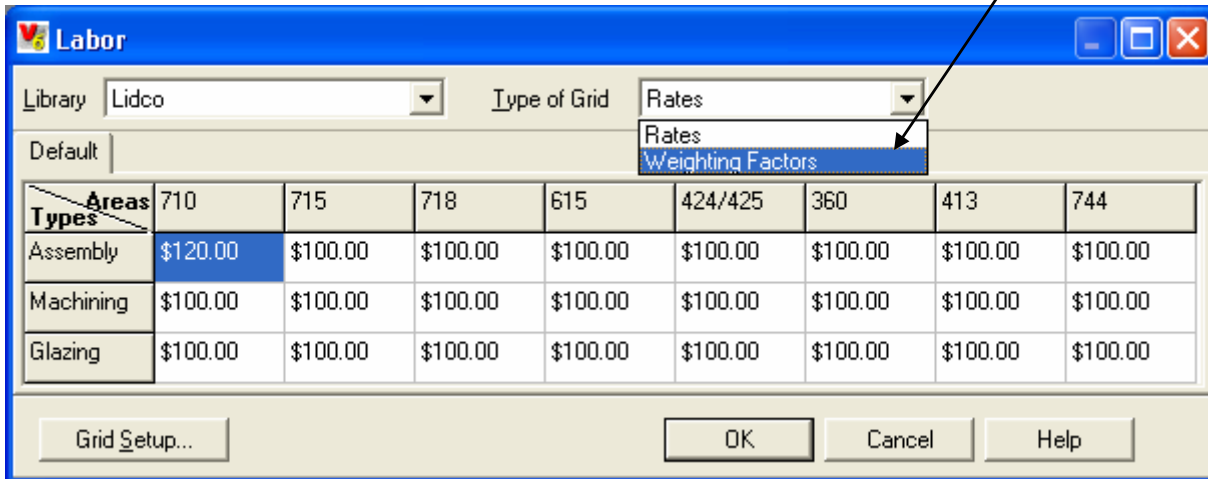 V6 Labor
Library Lidco Type of Grid Rates
Rates
Default Weighting Factors
Areas Types 710 715 718 615 424/425 360 413 744
Assembly $120.00 $100.00 $100.00 $100.00 $100.00 $100.00 $100.00 $100.00
Machining $100.00 $100.00 $100.00 $100.00 $100.00 $100.00 $100.00 $100.00
Glazing $100.00 $100.00 $100.00 $100.00 $100.00 $100.00 $100.00 $100.00
Grid Setup... OK Cancel Help